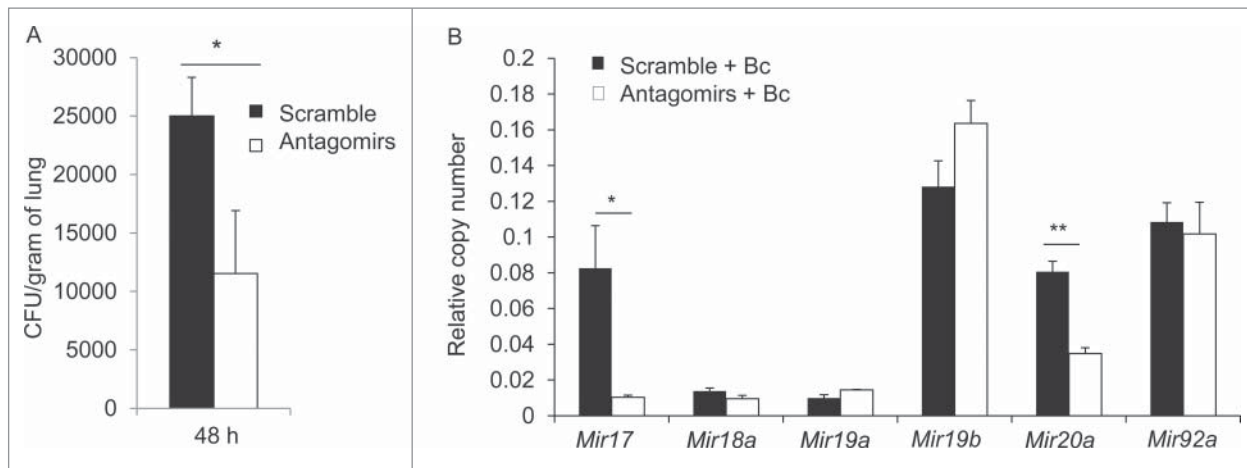 A
*
30000
25000
20000
15000
10000
5000
0
CFU/gram of lung
Scramble
Antagomirs
48 h
B
Scramble + Bc
Antagomirs + Bc
0.2
0.18
0.16
0.14
0.12
0.1
0.08
0.06
0.04
0.02
0
Relative copy number
*
**
Mir17 Mir18a Mir19a Mir19b Mir20a Mir92a